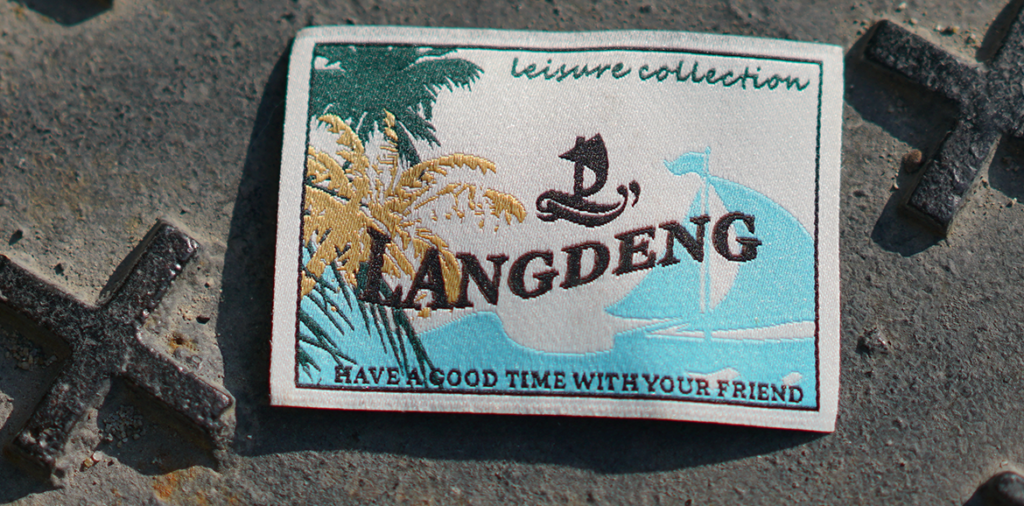 leisure collection
LANGDENG
HAVE A GOOD TIME WITH YOUR FRIEND